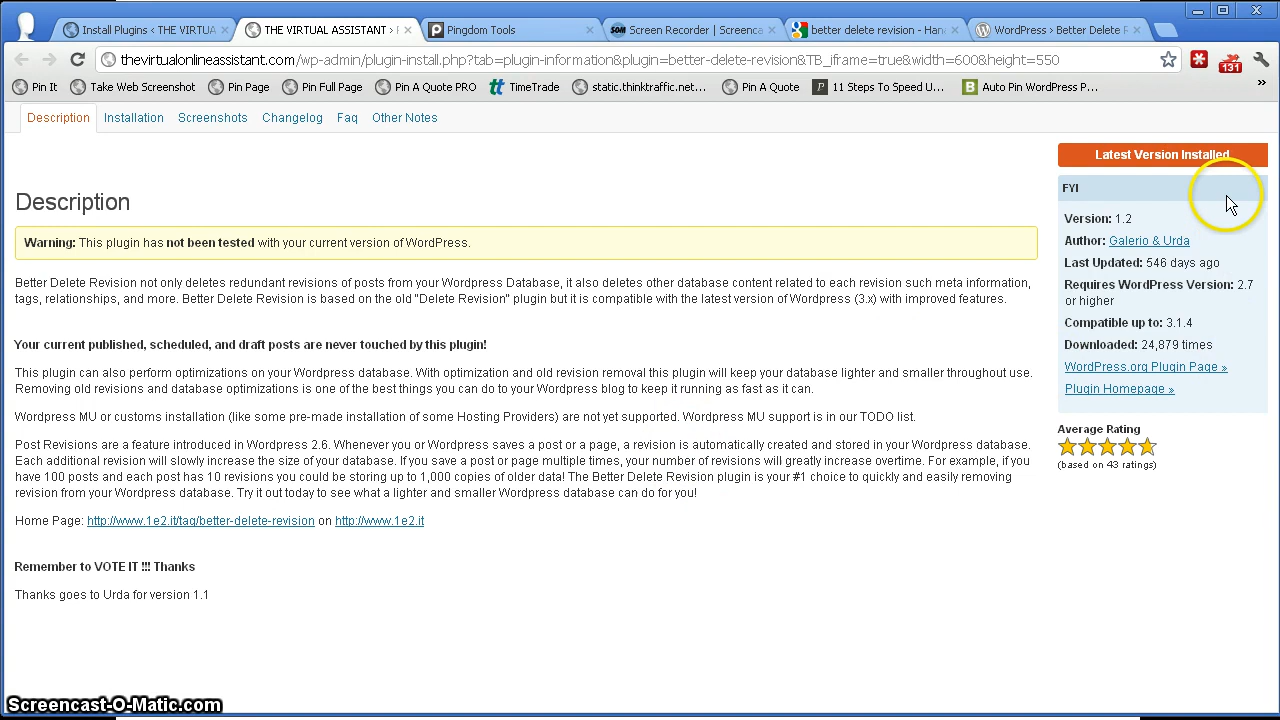 Install Plugins ‹ THE VIRTUA
THE VIRTUAL ASSISTANT ›
Pingdom Tools
som Screen Recorder | Screenca
better delete revision - Han
WordPress › Better Delete R
thevirtualonlineassistant.com/wp-admin/plugin-install.php?tab=plugin-information&plugin=better-delete-revision&TB_iframe=true&width=600&height=550
131
Pin It
Take Web Screenshot
Pin Page
Pin Full Page
Pin A Quote PRO
tt TimeTrade
static.thinktraffic.net...
Pin A Quote
P 11 Steps To Speed U...
B Auto Pin WordPress P...
»
Description
Installation
Screenshots
Changelog
Faq
Other Notes
Latest Version Installed
FYI
Version: 1.2
Author: Galerio & Urda
Last Updated: 546 days ago
Requires WordPress Version: 2.7
or higher
Compatible up to: 3.1.4
Downloaded: 24,879 times
WordPress.org Plugin Page »
Plugin Homepage »
Average Rating
(based on 43 ratings)
Description
Warning: This plugin has not been tested with your current version of WordPress.
Better Delete Revision not only deletes redundant revisions of posts from your Wordpress Database, it also deletes other database content related to each revision such meta information,
tags, relationships, and more. Better Delete Revision is based on the old "Delete Revision" plugin but it is compatible with the latest version of Wordpress (3.x) with improved features.
Your current published, scheduled, and draft posts are never touched by this plugin!
This plugin can also perform optimizations on your Wordpress database. With optimization and old revision removal this plugin will keep your database lighter and smaller throughout use.
Removing old revisions and database optimizations is one of the best things you can do to your Wordpress blog to keep it running as fast as it can.
Wordpress MU or customs installation (like some pre-made installation of some Hosting Providers) are not yet supported. Wordpress MU support is in our TODO list.
Post Revisions are a feature introduced in Wordpress 2.6. Whenever you or Wordpress saves a post or a page, a revision is automatically created and stored in your Wordpress database.
Each additional revision will slowly increase the size of your database. If you save a post or page multiple times, your number of revisions will greatly increase overtime. For example, if you
have 100 posts and each post has 10 revisions you could be storing up to 1,000 copies of older data! The Better Delete Revision plugin is your #1 choice to quickly and easily removing
revision from your Wordpress database. Try it out today to see what a lighter and smaller Wordpress database can do for you!
Home Page: http://www.1e2.it/tag/better-delete-revision on http://www.1e2.it
Remember to VOTE IT !!! Thanks
Thanks goes to Urda for version 1.1
Screencast-O-Matic.com